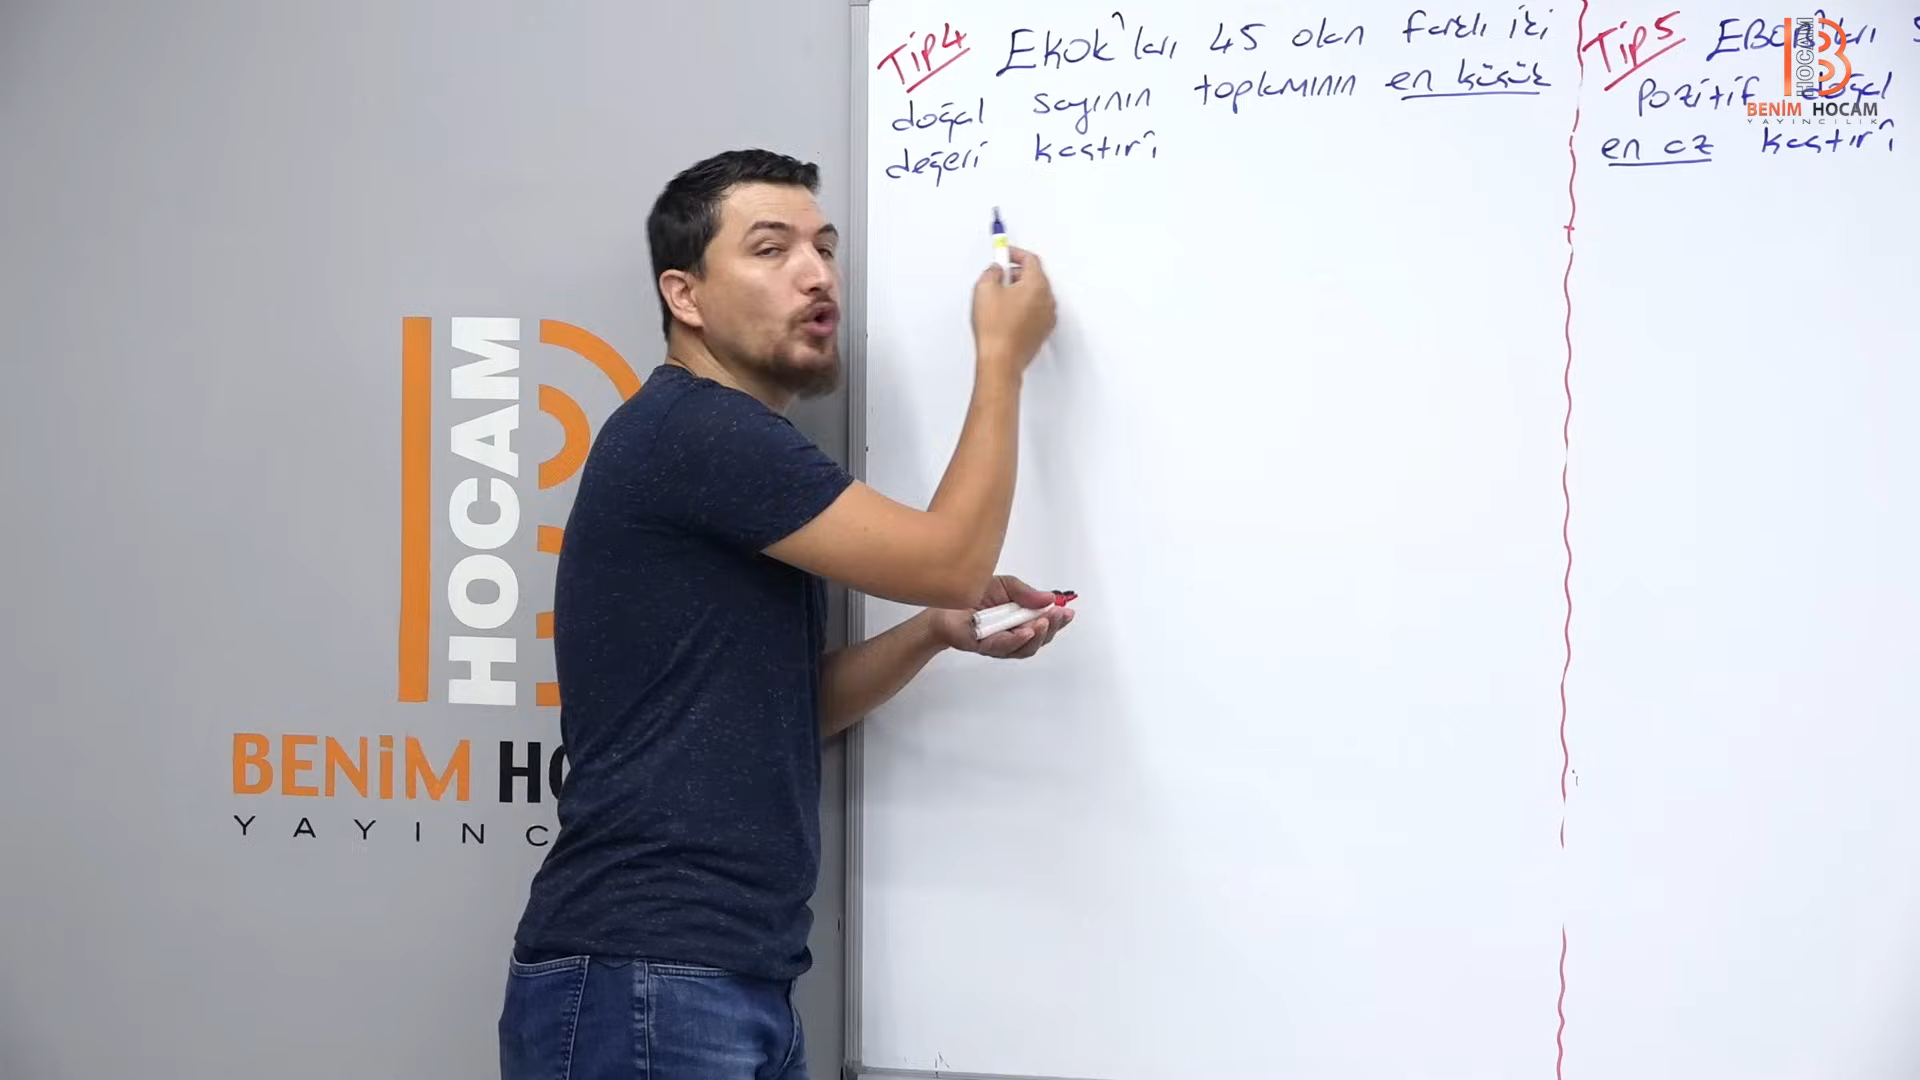 Tip4 EKOK'ları 45 olan farklı iki
doğal sayının toplamının en küçük
değeri kaçtır?
Tip5 EBOB'ları
pozitif doğal
en az kaçtır?
HOCAM
BENİM HOCAM
YAYINCILIK
HOCAM
BENİM HO
YAYINC